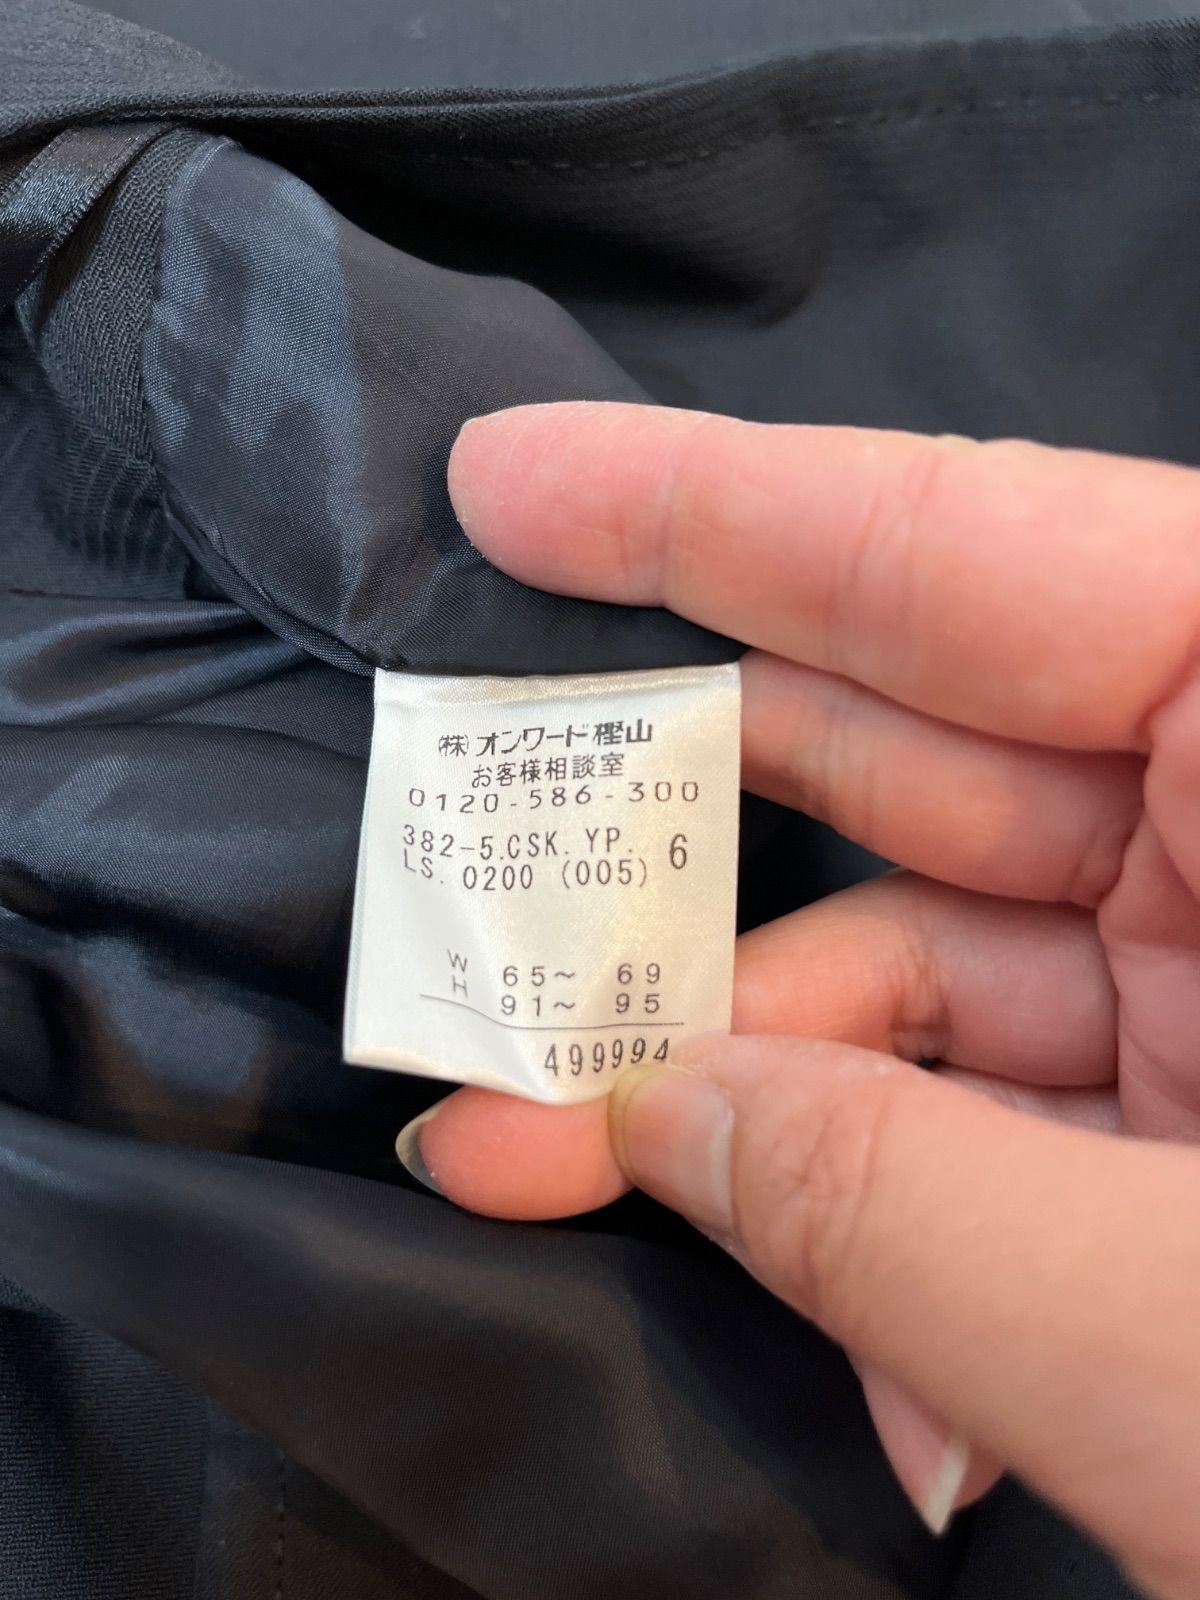 (株)オンワード樫山
お客様相談室
0120-586-300
382-5.CSK.YP. 6
LS. 0200 (005)
W 65~ 69
H 91~ 95
499994